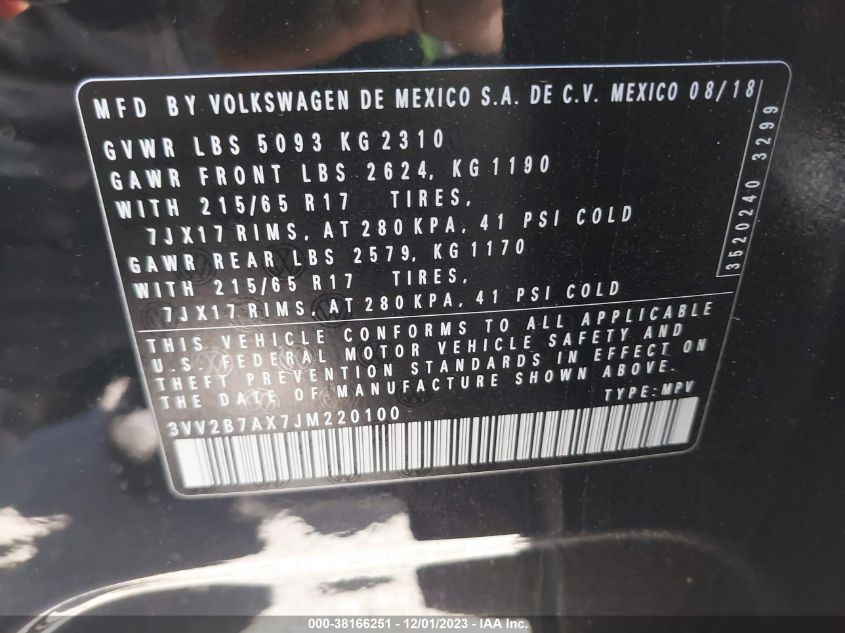 MFD BY VOLKSWAGEN DE MEXICO S.A. DE C.V. MEXICO 08/18
GVWR LBS 5093 KG 2310
GAWR FRONT LBS 2624, KG 1190
WITH 215/65 R17 TIRES,
7JX17 RIMS, AT 280 KPA, 41 PSI COLD
GAWR REAR LBS 2579, KG 1170
WITH 215/65 R17 TIRES,
7JX17 RIMS, AT 280 KPA, 41 PSI COLD
THIS VEHICLE CONFORMS TO ALL APPLICABLE
U.S. FEDERAL MOTOR VEHICLE SAFETY AND
THEFT PREVENTION STANDARDS IN EFFECT ON
THE DATE OF MANUFACTURE SHOWN ABOVE.
TYPE: MPV
3VV2B7AX7JM220100
3520240 3299
000-38166251 - 12/01/2023 - IAA Inc.